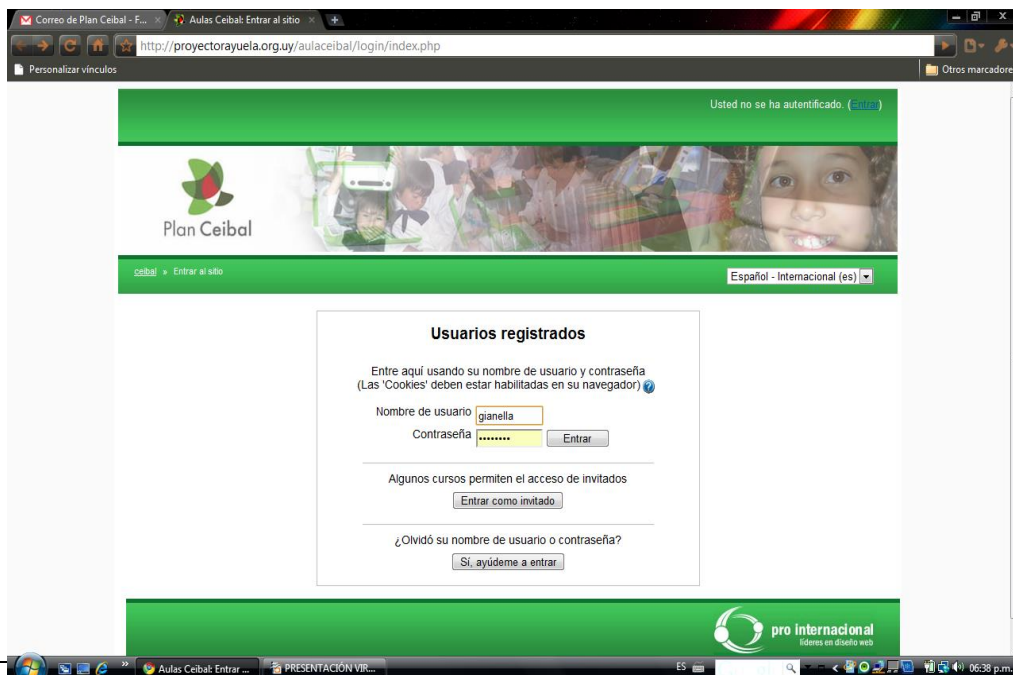 Correo de Plan Ceibal - F...
Aulas Ceibal: Entrar al sitio
http://proyectorayuela.org.uy/aulaceibal/login/index.php
Personalizar vínculos
Otros marcadore
Usted no se ha autentificado. (Entrar)
Plan Ceibal
ceibal » Entrar al sitio
Español - Internacional (es)
Usuarios registrados
Entre aquí usando su nombre de usuario y contraseña
(Las 'Cookies' deben estar habilitadas en su navegador)
Nombre de usuario gianella
Contraseña •••••••• Entrar
Algunos cursos permiten el acceso de invitados
Entrar como invitado
¿Olvidó su nombre de usuario o contraseña?
Sí, ayúdeme a entrar
pro internacional
líderes en diseño web
Aulas Ceibal: Entrar ...
PRESENTACIÓN VIR...
ES
06:38 p.m.